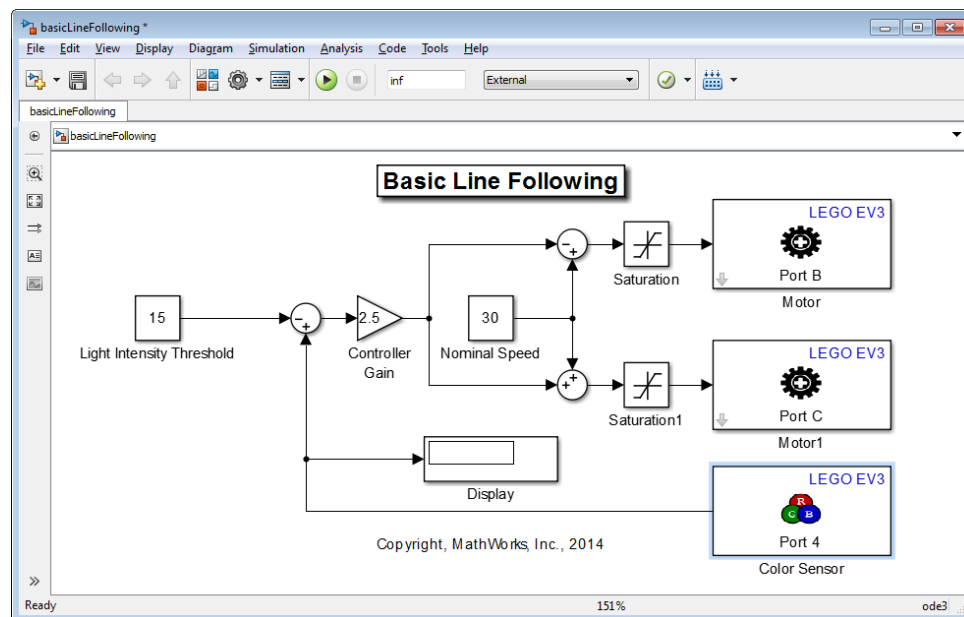 basicLineFollowing *
File Edit View Display Diagram Simulation Analysis Code Tools Help
inf External
basicLineFollowing
basicLineFollowing
Basic Line Following
LEGO EV3
Port B
Motor
Saturation
15
Light Intensity Threshold
2.5
Controller
Gain
30
Nominal Speed
LEGO EV3
Port C
Motor1
Saturation1
Display
LEGO EV3
R
G B
Port 4
Color Sensor
Copyright, MathWorks, Inc., 2014
Ready 151% ode3